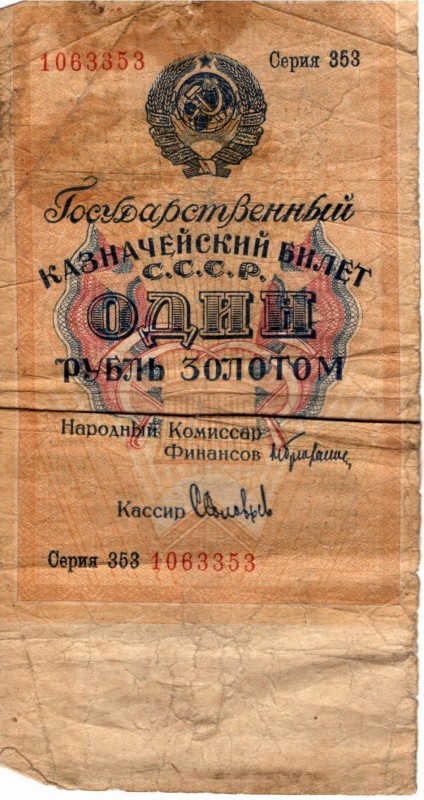 1063353 Серия 353
Государственный
КАЗНАЧЕЙСКИЙ БИЛЕТ
С.С.С.Р.
ОДИН
РУБЛЬ ЗОЛОТОМ
Народный Комиссар
Финансов
Кассир
Серия 353 1063353